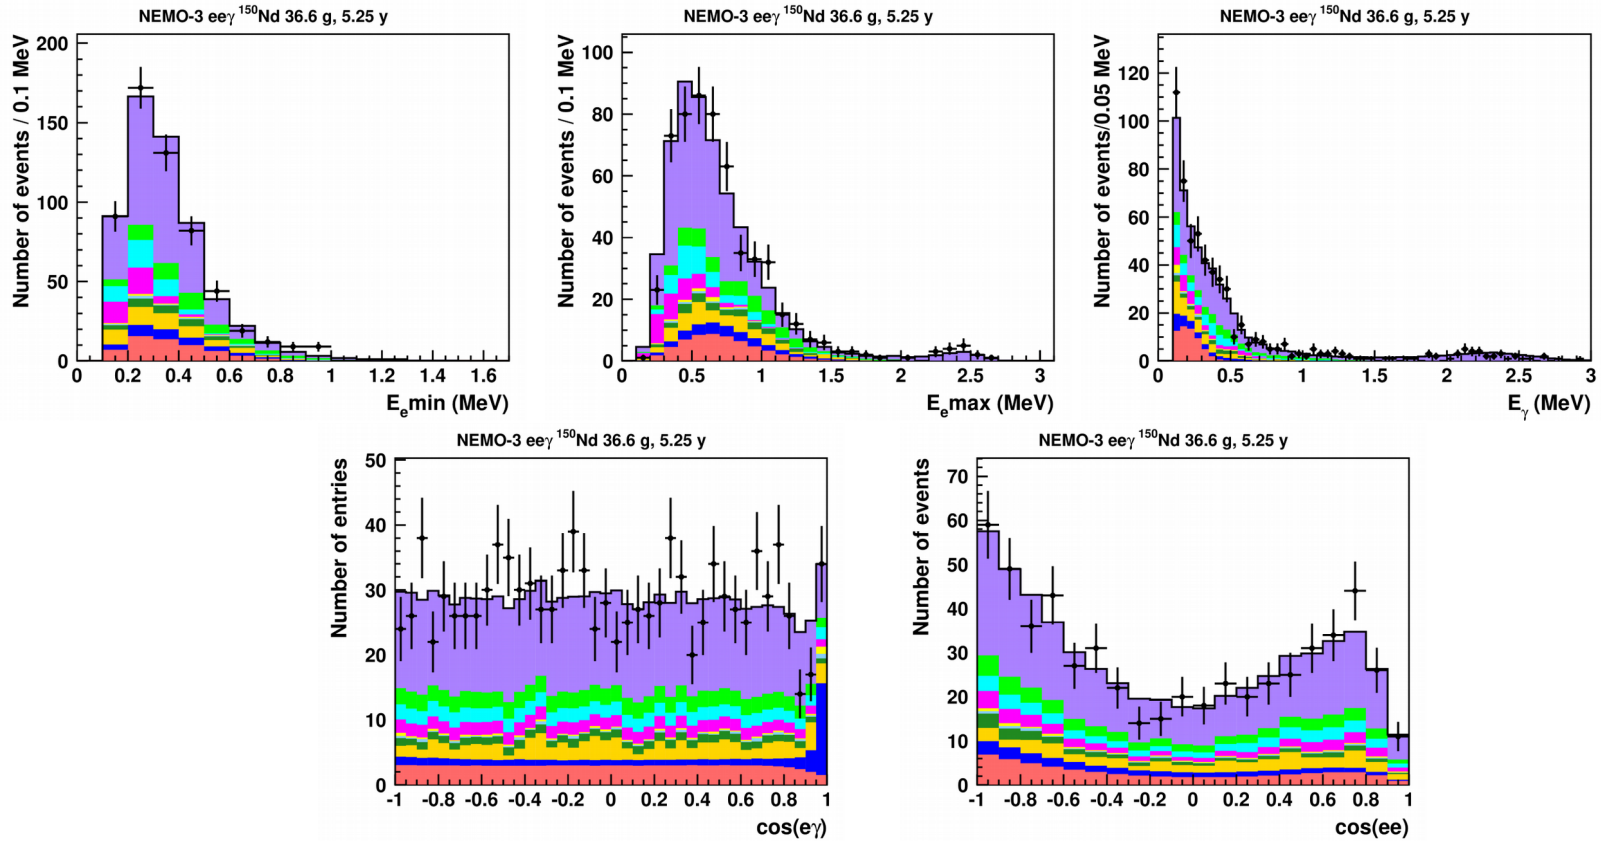 NEMO-3 eeγ ¹⁵⁰Nd 36.6 g, 5.25 y
Number of events / 0.1 MeV
200
150
100
50
0
0 0.2 0.4 0.6 0.8 1 1.2 1.4 1.6
Eₑmin (MeV)
NEMO-3 eeγ ¹⁵⁰Nd 36.6 g, 5.25 y
Number of events / 0.1 MeV
100
80
60
40
20
0
0 0.5 1 1.5 2 2.5 3
Eₑmax (MeV)
NEMO-3 eeγ ¹⁵⁰Nd 36.6 g, 5.25 y
Number of events/0.05 MeV
120
100
80
60
40
20
0
0 0.5 1 1.5 2 2.5 3
Eγ (MeV)
NEMO-3 eeγ ¹⁵⁰Nd 36.6 g, 5.25 y
Number of entries
50
40
30
20
10
0
-1 -0.8 -0.6 -0.4 -0.2 0 0.2 0.4 0.6 0.8 1
cos(eγ)
NEMO-3 eeγ ¹⁵⁰Nd 36.6 g, 5.25 y
Number of events
70
60
50
40
30
20
10
0
-1 -0.8 -0.6 -0.4 -0.2 0 0.2 0.4 0.6 0.8 1
cos(ee)